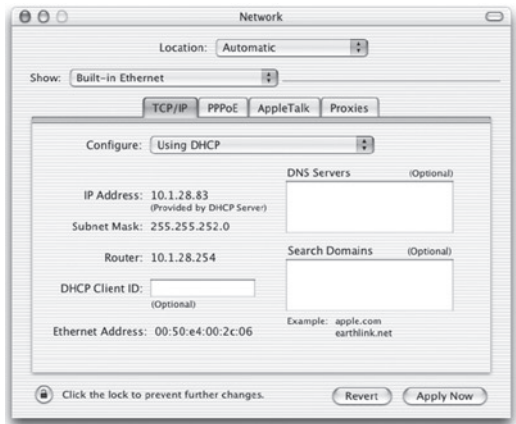 Network
Location: Automatic
Show: Built-in Ethernet
TCP/IP PPPoE AppleTalk Proxies
Configure: Using DHCP
DNS Servers (Optional)
IP Address: 10.1.28.83
(Provided by DHCP Server)
Subnet Mask: 255.255.252.0
Router: 10.1.28.254
Search Domains (Optional)
DHCP Client ID:
(Optional)
Example: apple.com
earthlink.net
Ethernet Address: 00:50:e4:00:2c:06
Click the lock to prevent further changes.
Revert Apply Now